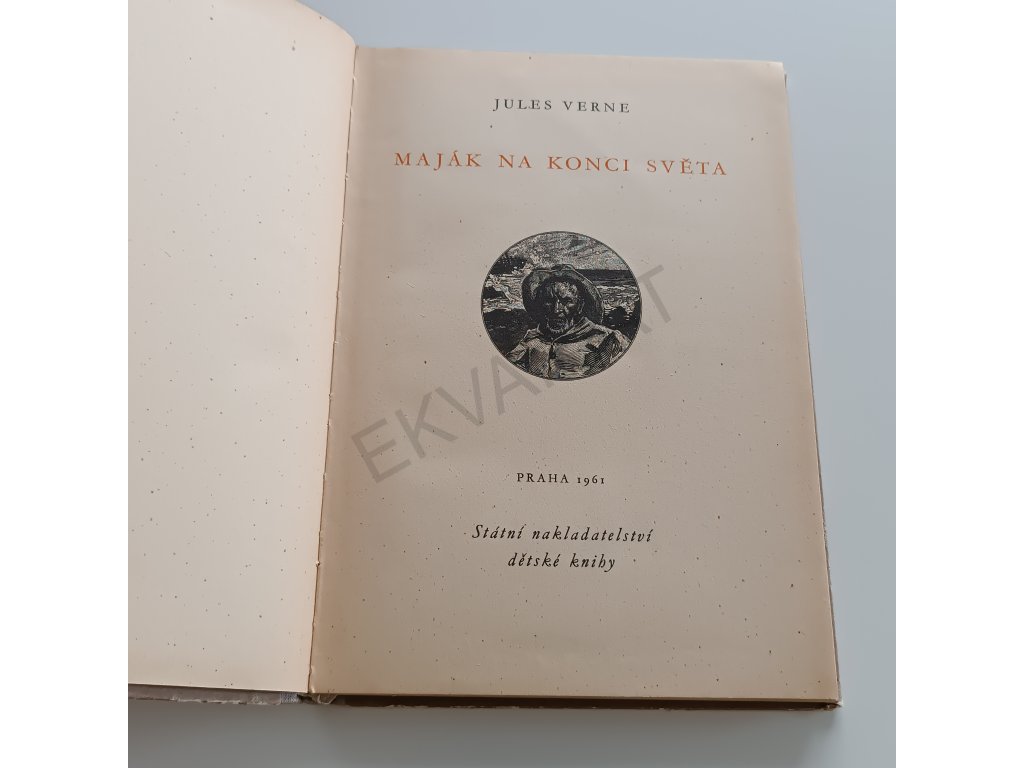 JULES VERNE
MAJÁK NA KONCI SVĚTA
PRAHA 1961
Státní nakladatelství
dětské knihy